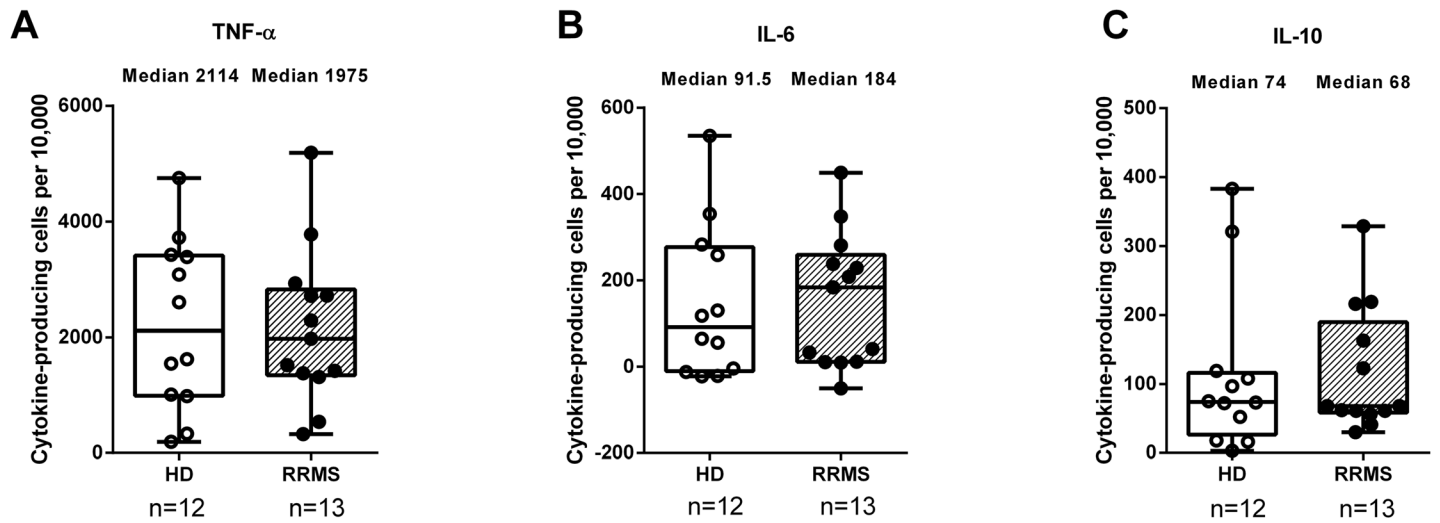 A
TNF-α
Median 2114 Median 1975
Cytokine-producing cells per 10,000
6000
4000
2000
0
HD RRMS
n=12 n=13
B
IL-6
Median 91.5 Median 184
Cytokine-producing cells per 10,000
600
400
200
0
-200
HD RRMS
n=12 n=13
C
IL-10
Median 74 Median 68
Cytokine-producing cells per 10,000
500
400
300
200
100
0
HD RRMS
n=12 n=13